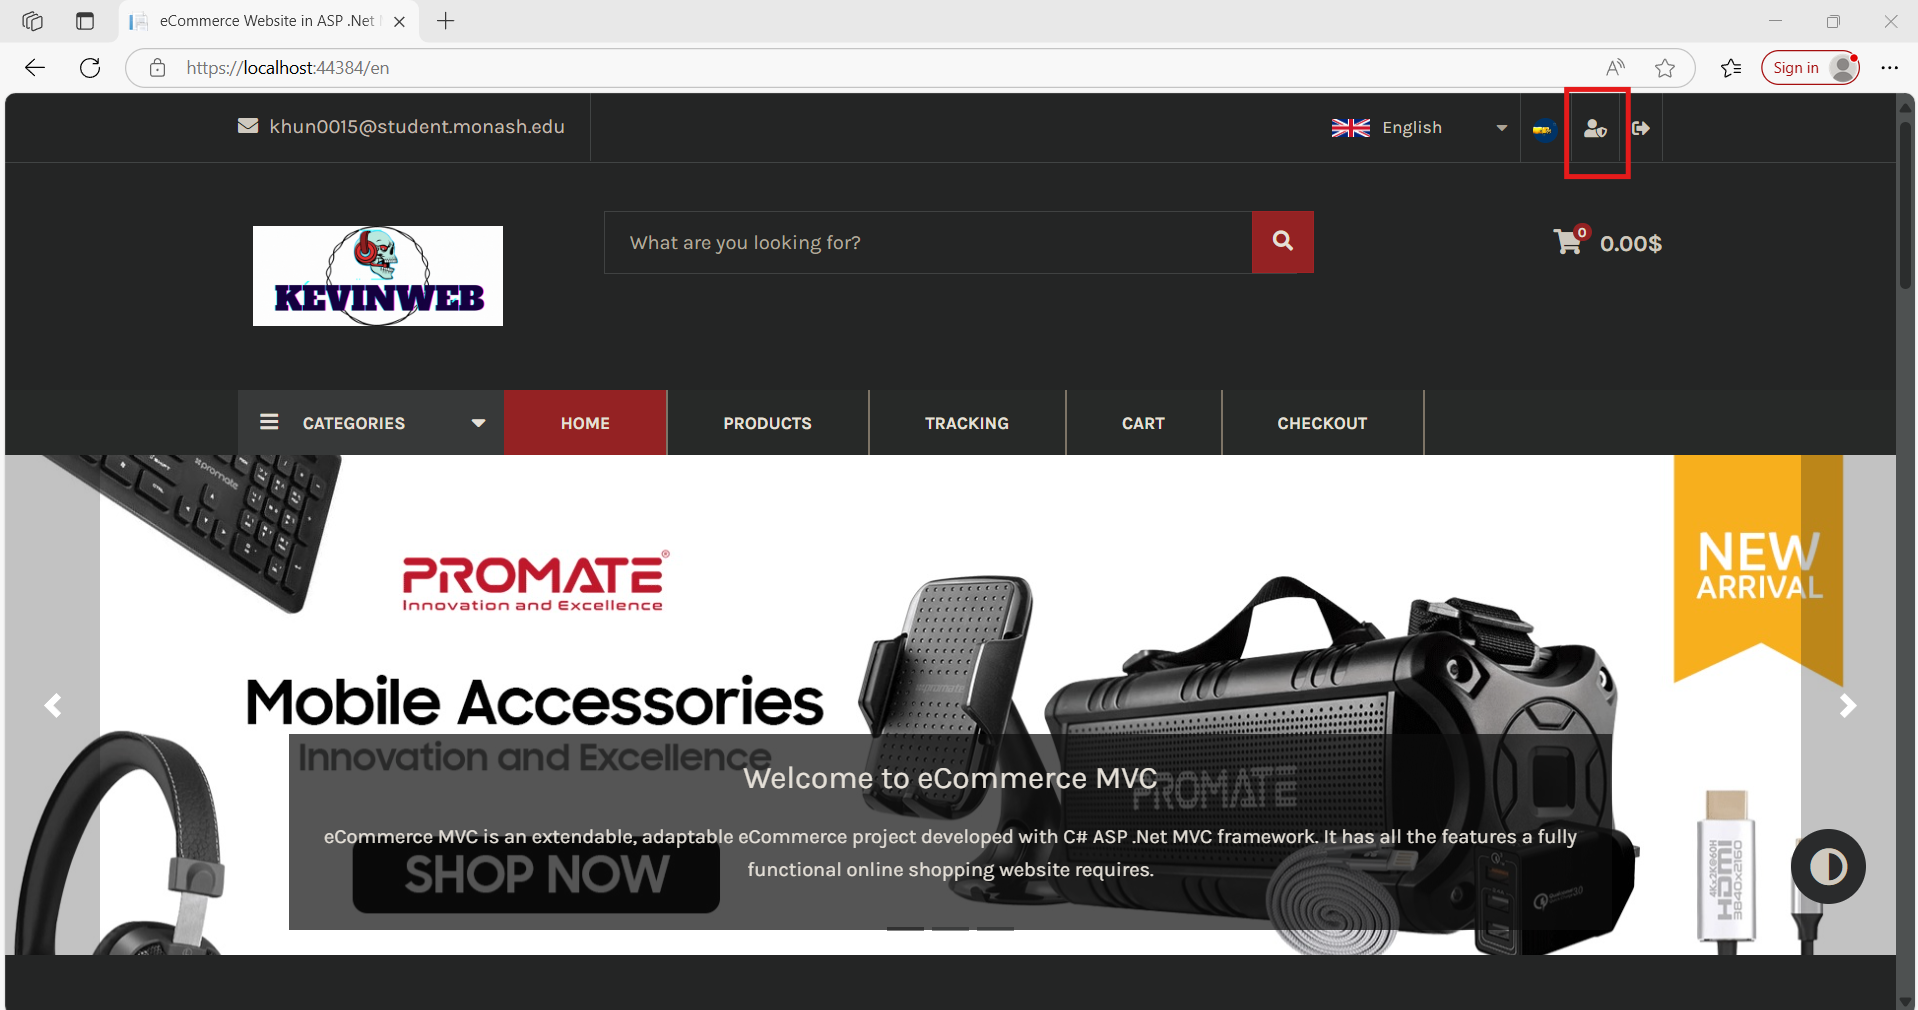 eCommerce Website in ASP .Net
https://localhost:44384/en
Sign in
khun0015@student.monash.edu
English
KEVINWEB
What are you looking for?
0
0.00$
CATEGORIES
HOME
PRODUCTS
TRACKING
CART
CHECKOUT
promate
PROMATE®
Innovation and Excellence
NEW
ARRIVAL
Mobile Accessories
Innovation and Excellence
Welcome to eCommerce MVC
PROMATE
eCommerce MVC is an extendable, adaptable eCommerce project developed with C# ASP .Net MVC framework. It has all the features a fully
functional online shopping website requires.
SHOP NOW
HDMI
4Kx2K@60H
3840x2160